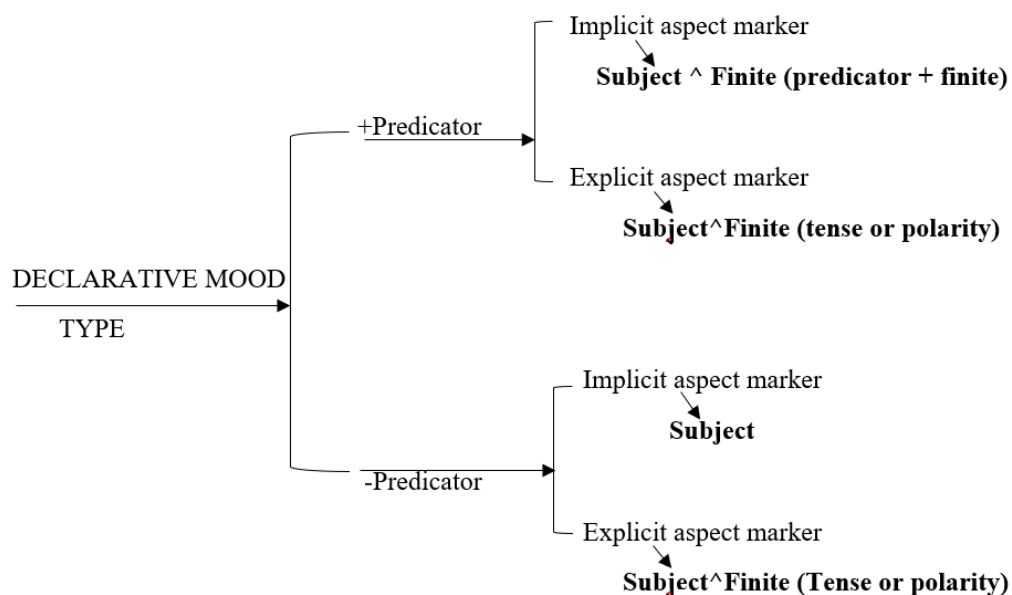 Implicit aspect marker
Subject ^ Finite (predicator + finite)
+Predicator
Explicit aspect marker
Subject^Finite (tense or polarity)
DECLARATIVE MOOD
TYPE
Implicit aspect marker
Subject
-Predicator
Explicit aspect marker
Subject^Finite (Tense or polarity)